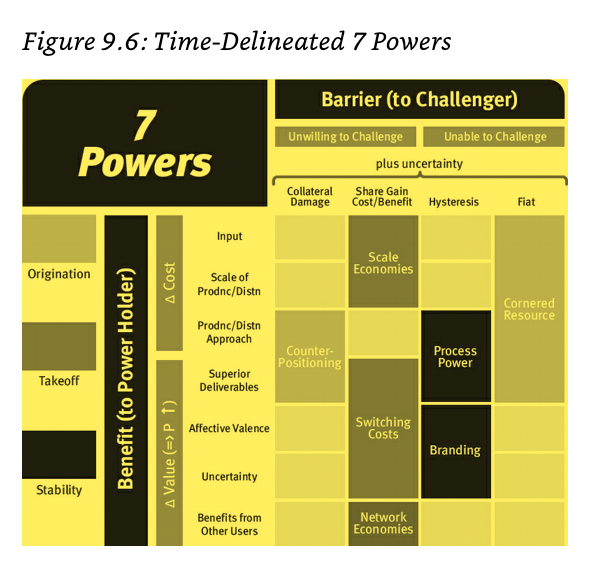 Figure 9.6: Time-Delineated 7 Powers
7
Powers
Barrier (to Challenger)
Unwilling to Challenge
Unable to Challenge
plus uncertainty
Collateral
Damage
Share Gain
Cost/Benefit
Hysteresis
Fiat
Origination
Takeoff
Stability
Benefit (to Power Holder)
Δ Cost
Δ Value (=> P ↑)
Input
Scale of
Prodnc/Distn
Prodnc/Distn
Approach
Superior
Deliverables
Affective Valence
Uncertainty
Benefits from
Other Users
Scale
Economies
Cornered
Resource
Counter-
Positioning
Process
Power
Switching
Costs
Branding
Network
Economies